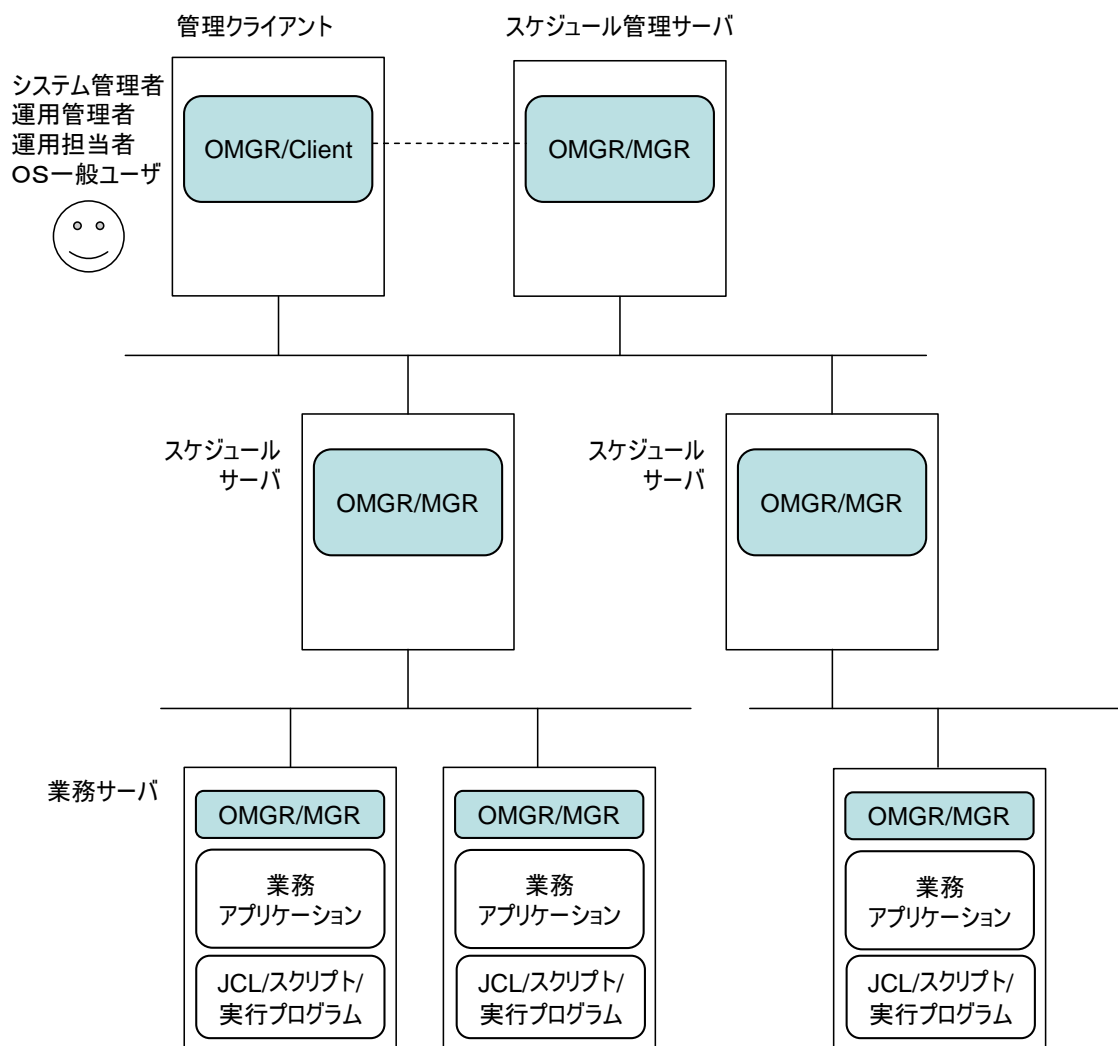 管理クライアント
スケジュール管理サーバ
システム管理者
運用管理者
運用担当者
OS一般ユーザ
OMGR/Client
OMGR/MGR
スケジュール
サーバ
OMGR/MGR
スケジュール
サーバ
OMGR/MGR
業務サーバ
OMGR/MGR
業務
アプリケーション
JCL/スクリプト/
実行プログラム
OMGR/MGR
業務
アプリケーション
JCL/スクリプト/
実行プログラム
OMGR/MGR
業務
アプリケーション
JCL/スクリプト/
実行プログラム